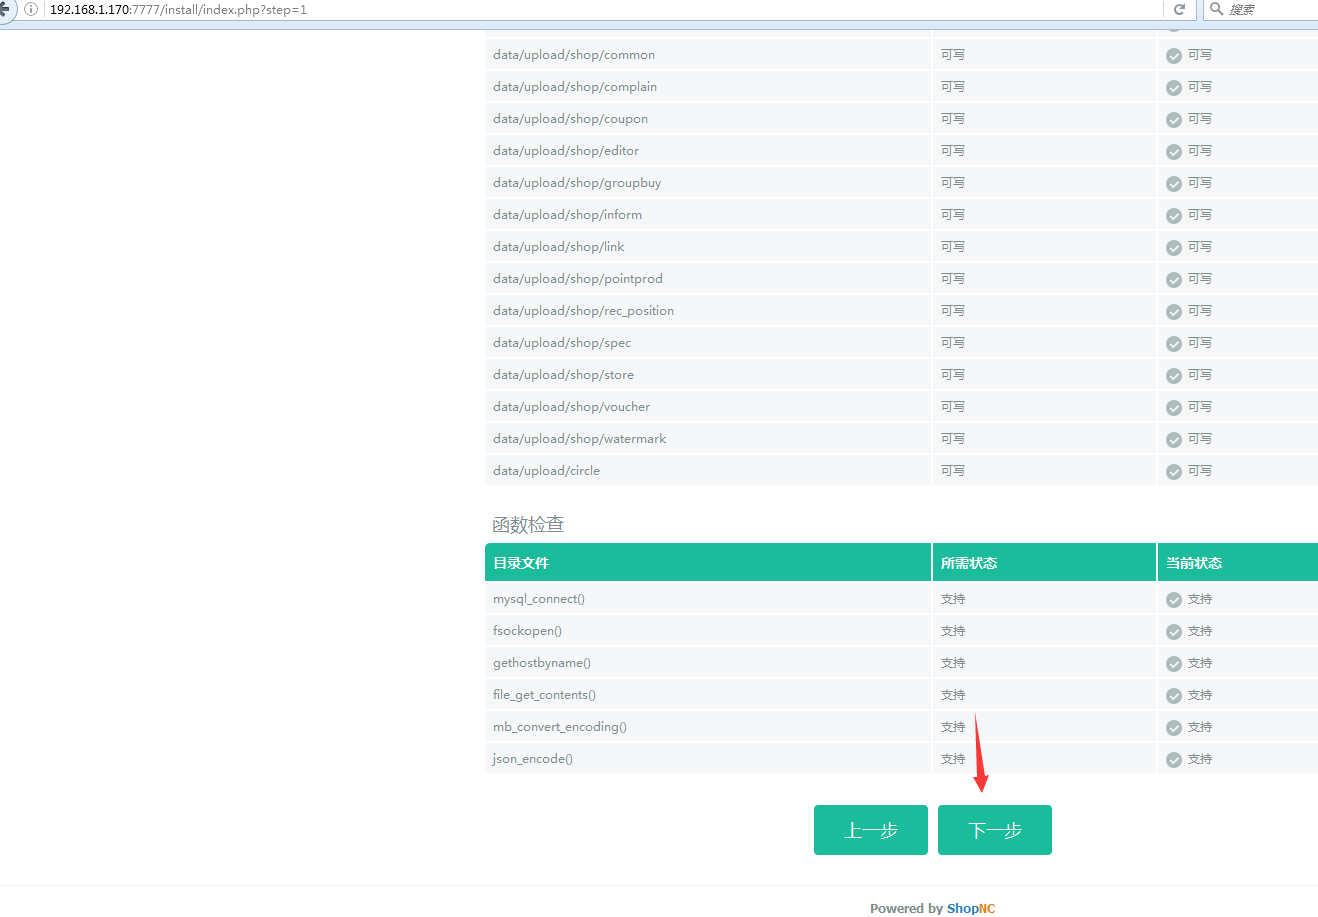 192.168.1.170:7777/install/index.php?step=1 搜索
data/upload/shop/common 可写 可写
data/upload/shop/complain 可写 可写
data/upload/shop/coupon 可写 可写
data/upload/shop/editor 可写 可写
data/upload/shop/groupbuy 可写 可写
data/upload/shop/inform 可写 可写
data/upload/shop/link 可写 可写
data/upload/shop/pointprod 可写 可写
data/upload/shop/rec_position 可写 可写
data/upload/shop/spec 可写 可写
data/upload/shop/store 可写 可写
data/upload/shop/voucher 可写 可写
data/upload/shop/watermark 可写 可写
data/upload/circle 可写 可写
函数检查
目录文件 所需状态 当前状态
mysql_connect() 支持 支持
fsockopen() 支持 支持
gethostbyname() 支持 支持
file_get_contents() 支持 支持
mb_convert_encoding() 支持 支持
json_encode() 支持 支持
上一步 下一步
Powered by ShopNC